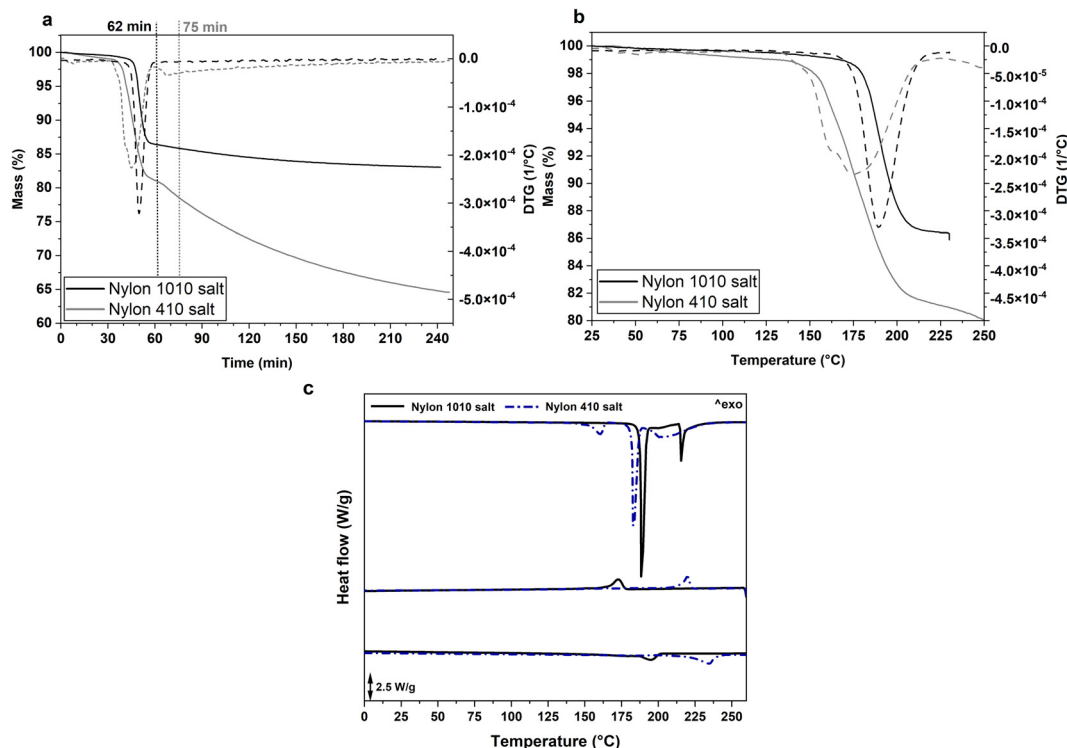 a
62 min
75 min
100
95
90
85
80
75
70
65
60
Mass (%)
0.0
-1.0×10⁻⁴
-2.0×10⁻⁴
-3.0×10⁻⁴
-4.0×10⁻⁴
-5.0×10⁻⁴
DTG (1/°C)
Nylon 1010 salt
Nylon 410 salt
0 30 60 90 120 150 180 210 240
Time (min)
b
100
98
96
94
92
90
88
86
84
82
80
Mass (%)
0.0
-5.0×10⁻⁵
-1.0×10⁻⁴
-1.5×10⁻⁴
-2.0×10⁻⁴
-2.5×10⁻⁴
-3.0×10⁻⁴
-3.5×10⁻⁴
-4.0×10⁻⁴
-4.5×10⁻⁴
DTG (1/°C)
Nylon 1010 salt
Nylon 410 salt
25 50 75 100 125 150 175 200 225 250
Temperature (°C)
c
Nylon 1010 salt Nylon 410 salt ^exo
Heat flow (W/g)
2.5 W/g
0 25 50 75 100 125 150 175 200 225 250
Temperature (°C)